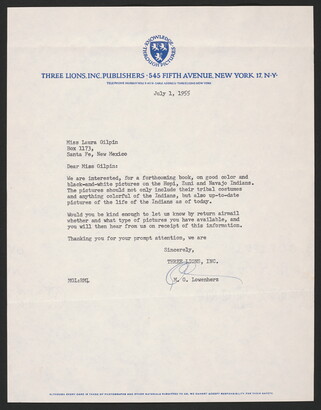 KNOWLEDGE
THROUGH PICTURES
THREE LIONS, INC. PUBLISHERS · 545 FIFTH AVENUE, NEW YORK 17, N·Y·
July 1, 1955
Miss Laura Gilpin
Box 1173,
Santa Fe, New Mexico
Dear Miss Gilpin:
We are interested, for a forthcoming book, on good color and
black-and-white pictures on the Hopi, Zuni and Navajo Indians.
The pictures should not only include their tribal costumes
and anything colorful of the Indians, but also up-to-date
pictures of the life of the Indians as of today.
Would you be kind enough to let us know by return airmail
whether and what type of pictures you have available, and
you will then hear from us on receipt of this information.
Thanking you for your prompt attention, we are
Sincerely,
THREE LIONS, INC.
M. G. Lowenherz